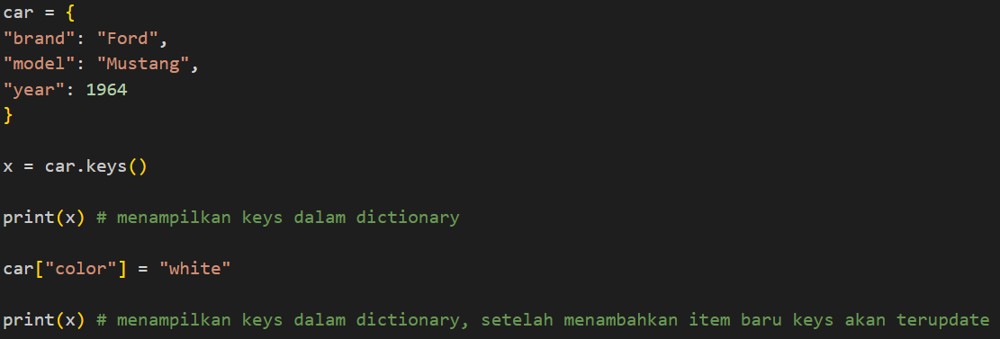 car = {
"brand": "Ford",
"model": "Mustang",
"year": 1964
}
x = car.keys()
print(x) # menampilkan keys dalam dictionary
car["color"] = "white"
print(x) # menampilkan keys dalam dictionary, setelah menambahkan item baru keys akan terupdate